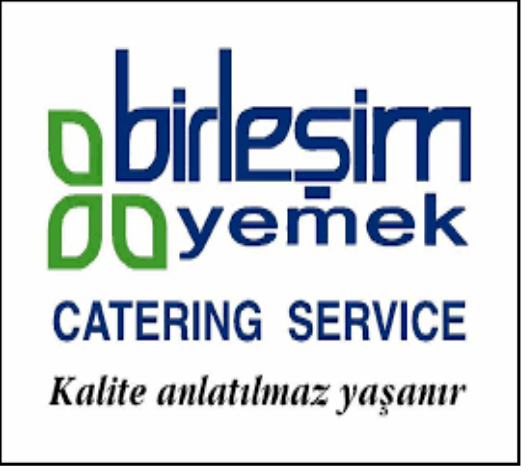 birleşim
yemek
CATERING SERVICE
Kalite anlatılmaz yaşanır